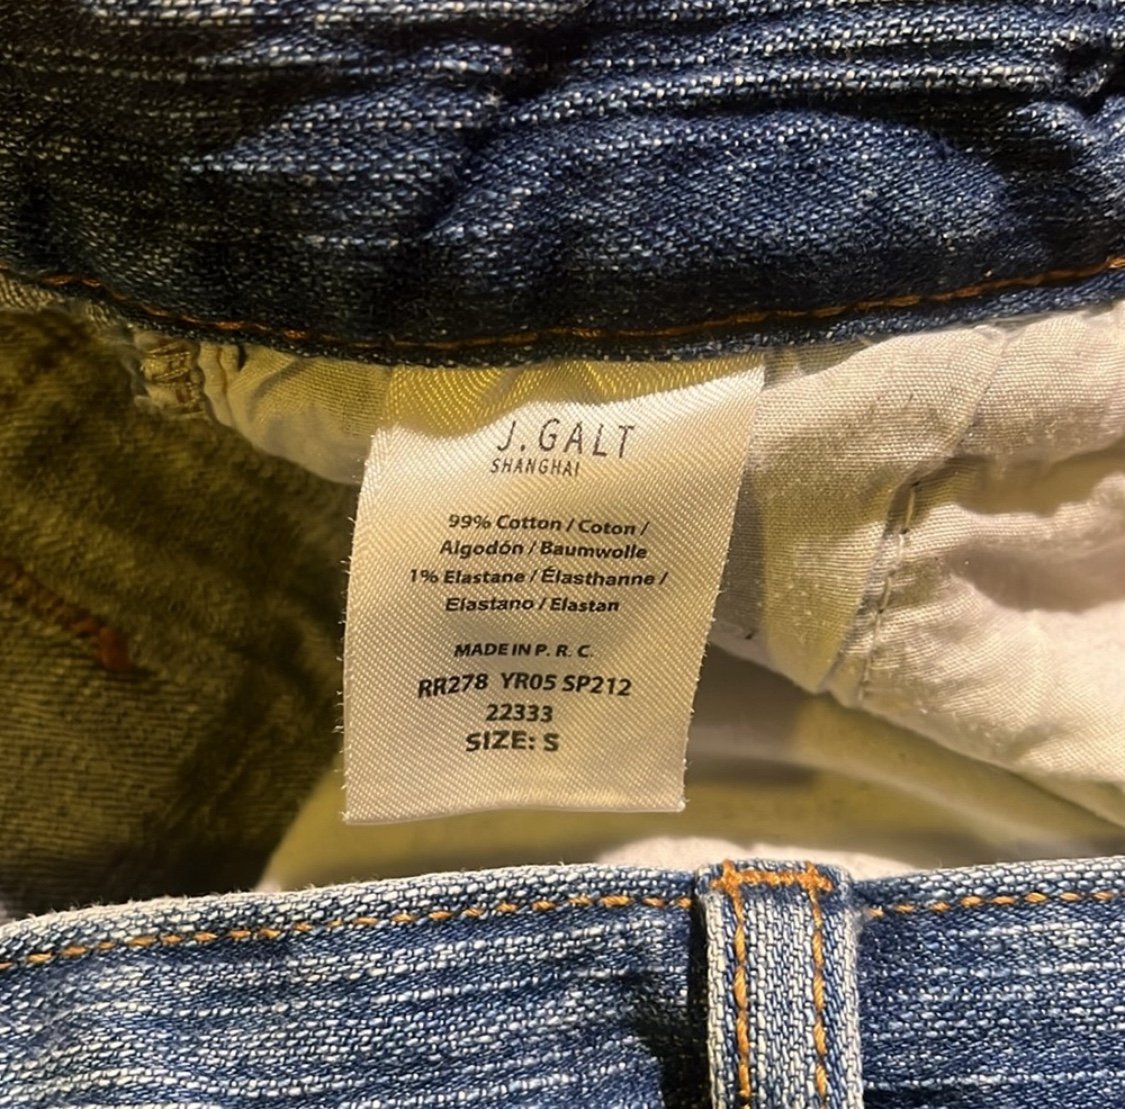 J.GALT
SHANGHAI
99% Cotton / Coton /
Algodón / Baumwolle
1% Elastane / Élasthanne /
Elastano / Elastan
MADE IN P. R. C.
RR278 YR05 SP212
22333
SIZE: S